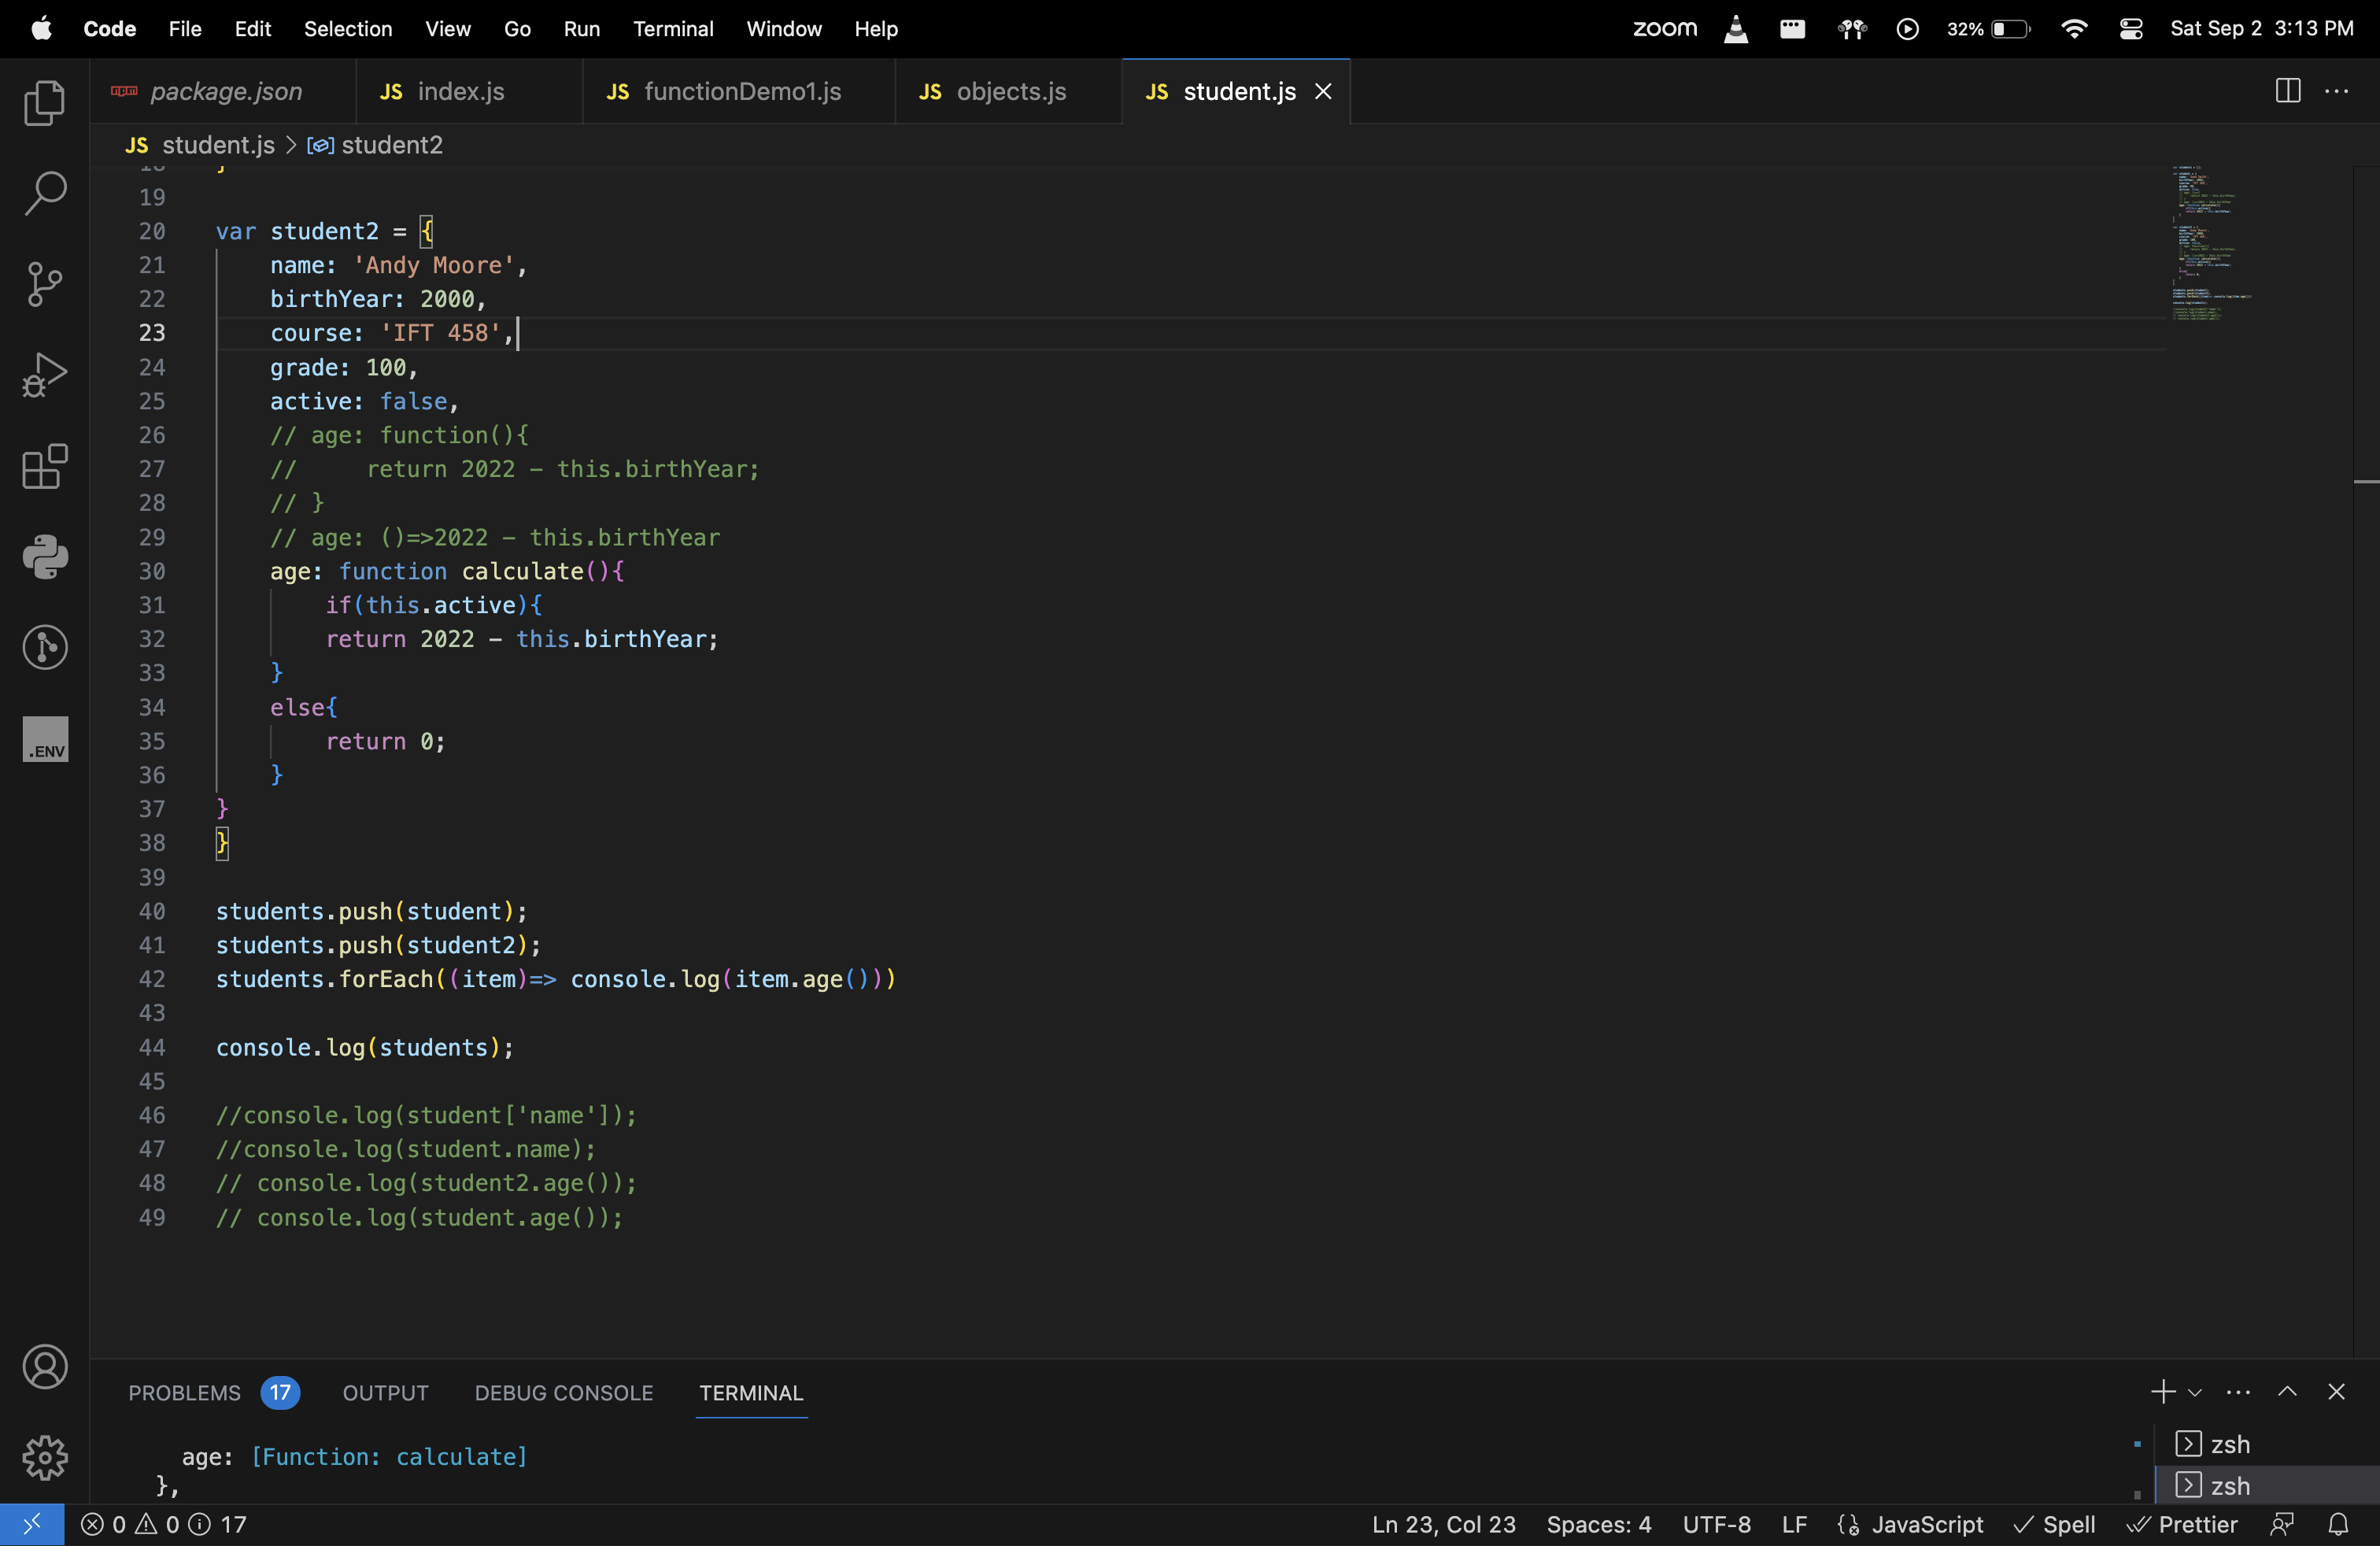 Code File Edit Selection View Go Run Terminal Window Help zoom 32% Sat Sep 2 3:13 PM
package.json JS index.js JS functionDemo1.js JS objects.js JS student.js
JS student.js > student2
18 }
19
20 var student2 = {
21 name: 'Andy Moore',
22 birthYear: 2000,
23 course: 'IFT 458',
24 grade: 100,
25 active: false,
26 // age: function(){
27 //     return 2022 - this.birthYear;
28 // }
29 // age: ()=>2022 - this.birthYear
30 age: function calculate(){
31 if(this.active){
32 return 2022 - this.birthYear;
33 }
34 else{
35 return 0;
36 }
37 }
38 }
39
40 students.push(student);
41 students.push(student2);
42 students.forEach((item)=> console.log(item.age()))
43
44 console.log(students);
45
46 //console.log(student['name']);
47 //console.log(student.name);
48 // console.log(student2.age());
49 // console.log(student.age());
.ENV
PROBLEMS 17 OUTPUT DEBUG CONSOLE TERMINAL
age: [Function: calculate]
},
zsh
zsh
0 0 17 Ln 23, Col 23 Spaces: 4 UTF-8 LF JavaScript Spell Prettier